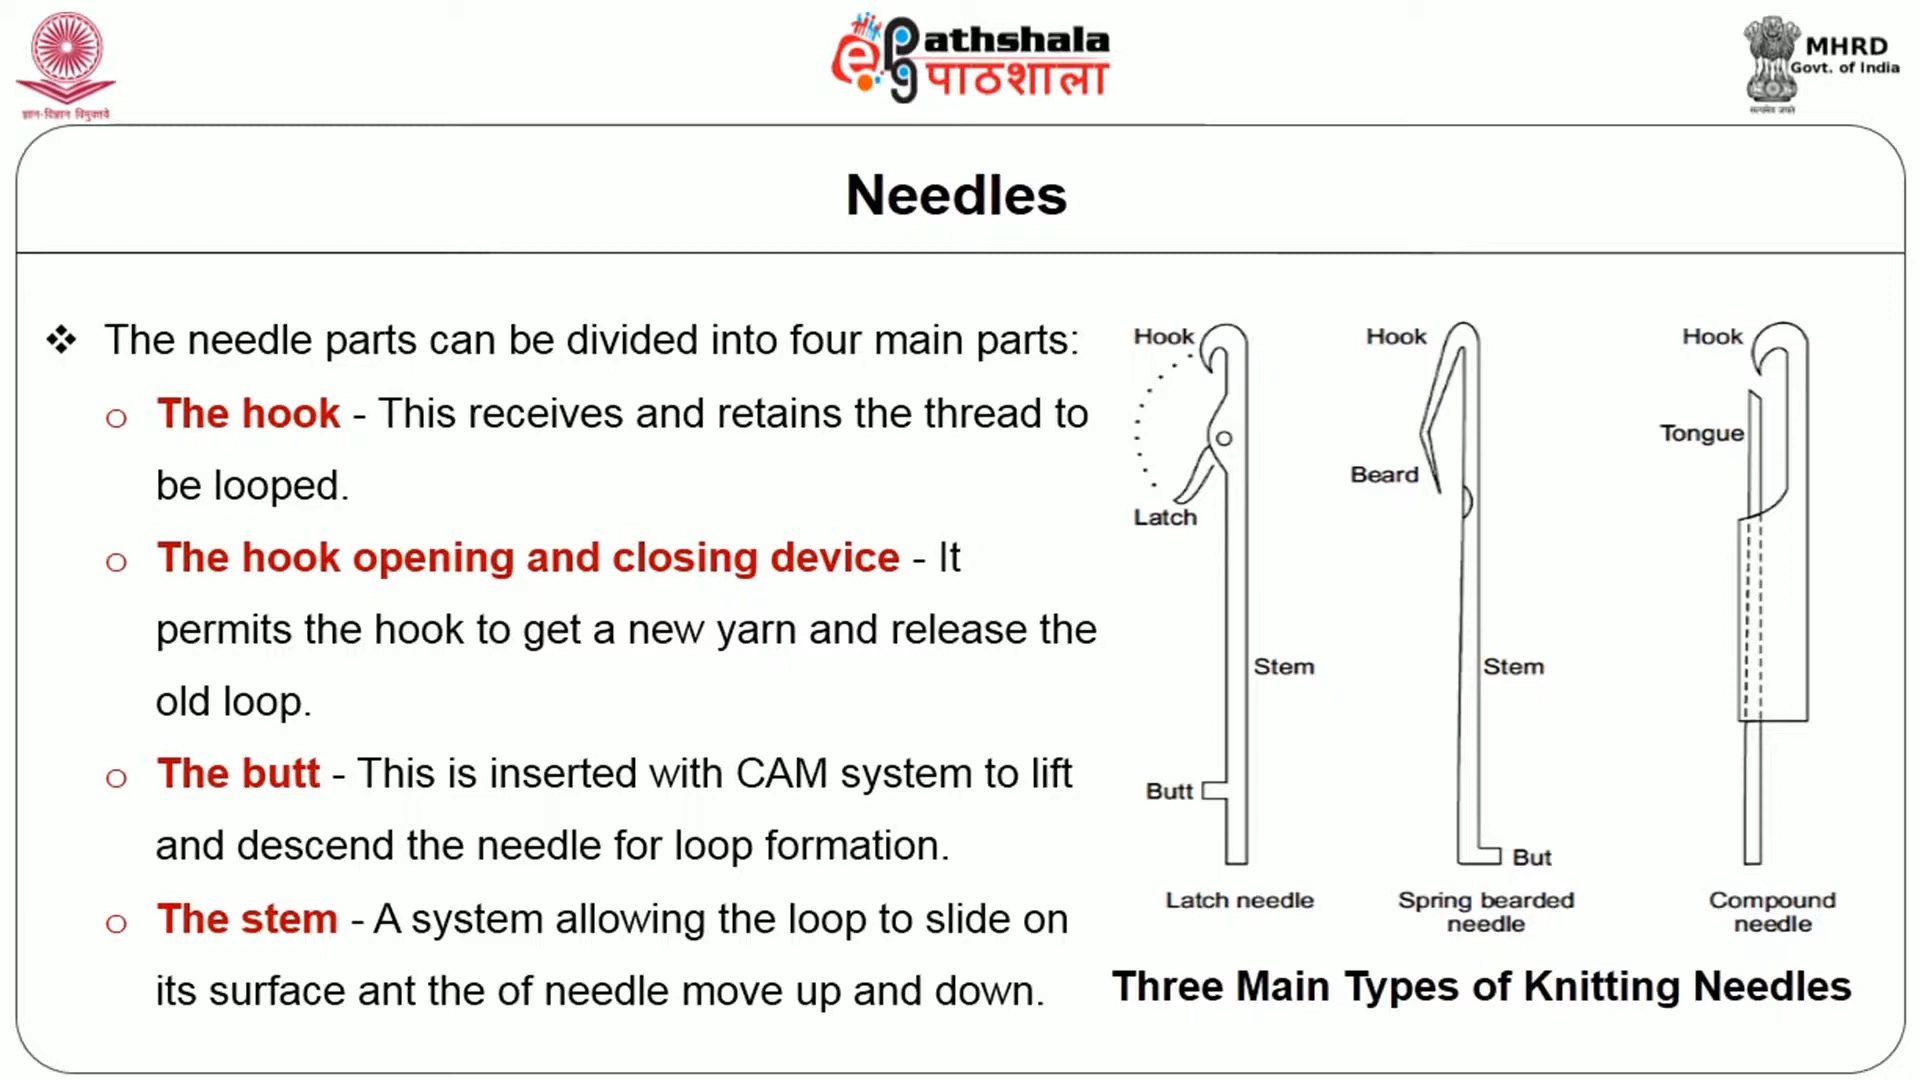 ज्ञान-विज्ञान विमुक्तये
e
pg
Pathshala
पाठशाला
MHRD
Govt. of India
सत्यमेव जयते
Needles
The needle parts can be divided into four main parts:
The hook - This receives and retains the thread to
be looped.
The hook opening and closing device - It
permits the hook to get a new yarn and release the
old loop.
The butt - This is inserted with CAM system to lift
and descend the needle for loop formation.
The stem - A system allowing the loop to slide on
its surface ant the of needle move up and down.
Hook
Latch
Stem
Butt
Latch needle
Hook
Beard
Stem
But
Spring bearded
needle
Hook
Tongue
Compound
needle
Three Main Types of Knitting Needles